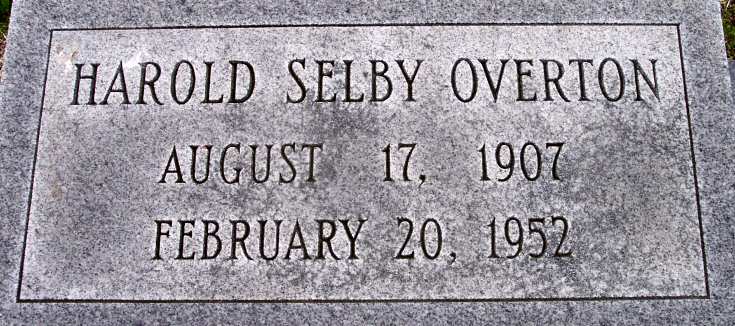 HAROLD SELBY OVERTON
AUGUST 17, 1907
FEBRUARY 20, 1952